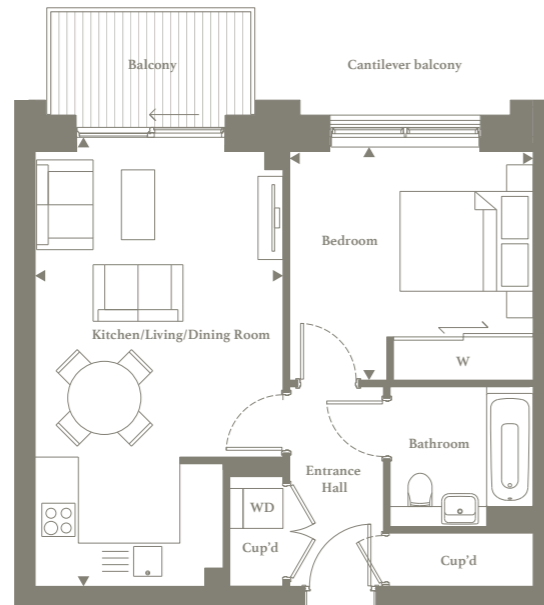 Balcony
Cantilever balcony
Bedroom
Kitchen/Living/Dining Room
W
Bathroom
Entrance
Hall
WD
Cup'd
Cup'd